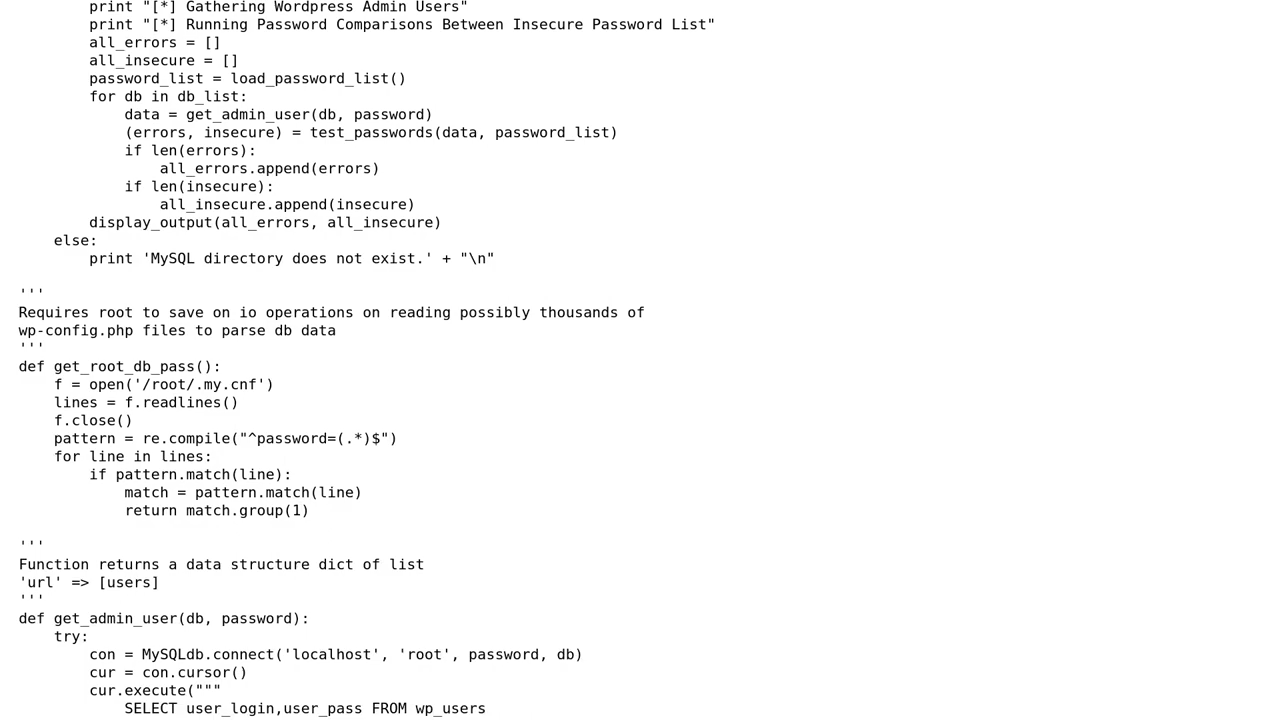 print "[*] Gathering Wordpress Admin Users"
        print "[*] Running Password Comparisons Between Insecure Password List"
        all_errors = []
        all_insecure = []
        password_list = load_password_list()
        for db in db_list:
            data = get_admin_user(db, password)
            (errors, insecure) = test_passwords(data, password_list)
            if len(errors):
                all_errors.append(errors)
            if len(insecure):
                all_insecure.append(insecure)
        display_output(all_errors, all_insecure)
    else:
        print 'MySQL directory does not exist.' + "\n"

'''
Requires root to save on io operations on reading possibly thousands of
wp-config.php files to parse db data
'''
def get_root_db_pass():
    f = open('/root/.my.cnf')
    lines = f.readlines()
    f.close()
    pattern = re.compile("^password=(.*)$")
    for line in lines:
        if pattern.match(line):
            match = pattern.match(line)
            return match.group(1)

'''
Function returns a data structure dict of list
'url' => [users]
'''
def get_admin_user(db, password):
    try:
        con = MySQLdb.connect('localhost', 'root', password, db)
        cur = con.cursor()
        cur.execute("""
            SELECT user_login,user_pass FROM wp_users